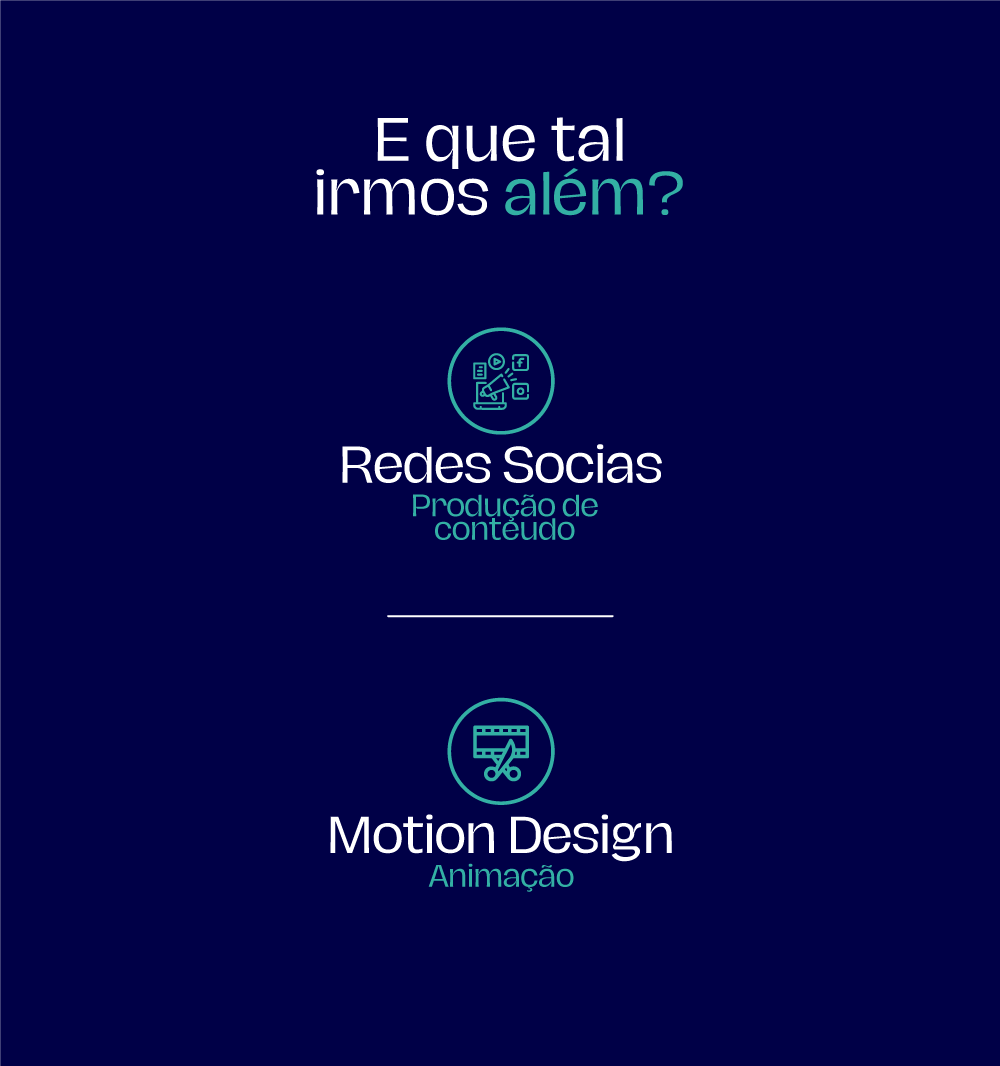 E que tal
irmos além?
Redes Socias
Produção de
conteúdo
Motion Design
Animação